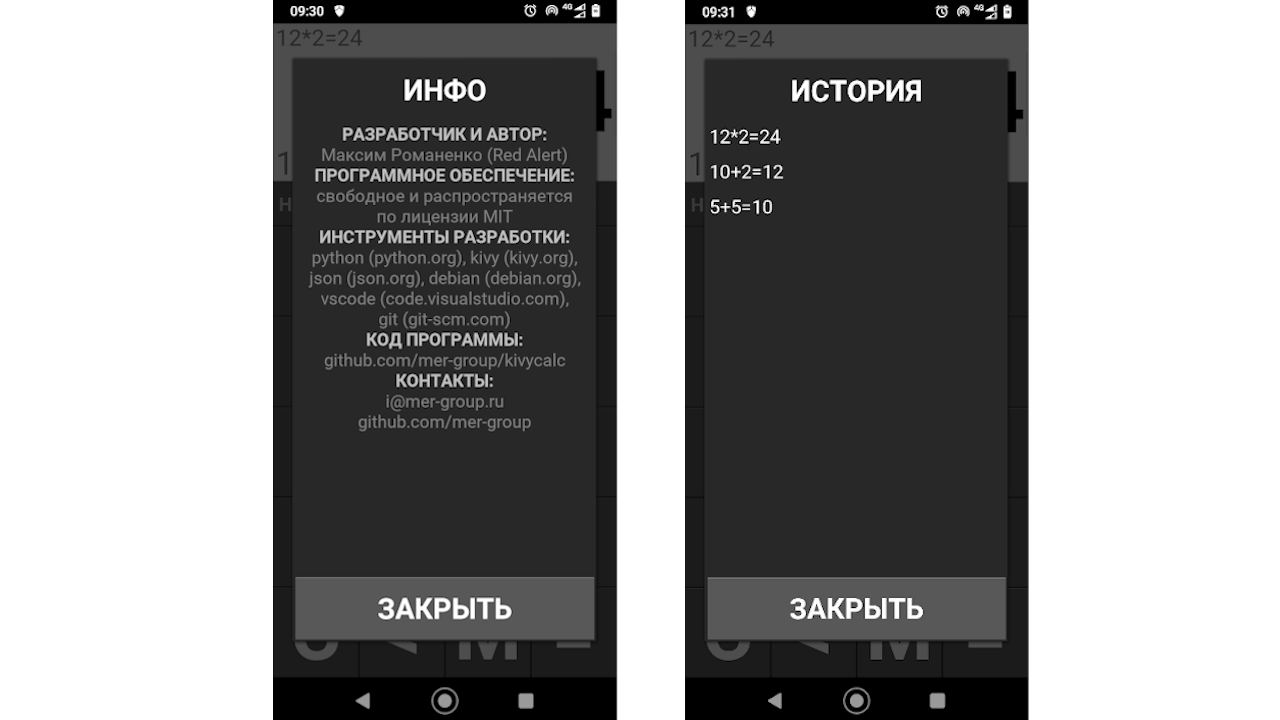 09:30
4G
12*2=24
ИНФО
РАЗРАБОТЧИК И АВТОР:
Максим Романенко (Red Alert)
ПРОГРАММНОЕ ОБЕСПЕЧЕНИЕ:
свободное и распространяется
по лицензии MIT
ИНСТРУМЕНТЫ РАЗРАБОТКИ:
python (python.org), kivy (kivy.org),
json (json.org), debian (debian.org),
vscode (code.visualstudio.com),
git (git-scm.com)
КОД ПРОГРАММЫ:
github.com/mer-group/kivycalc
КОНТАКТЫ:
i@mer-group.ru
github.com/mer-group
ЗАКРЫТЬ
09:31
4G
12*2=24
ИСТОРИЯ
12*2=24
10+2=12
5+5=10
ЗАКРЫТЬ